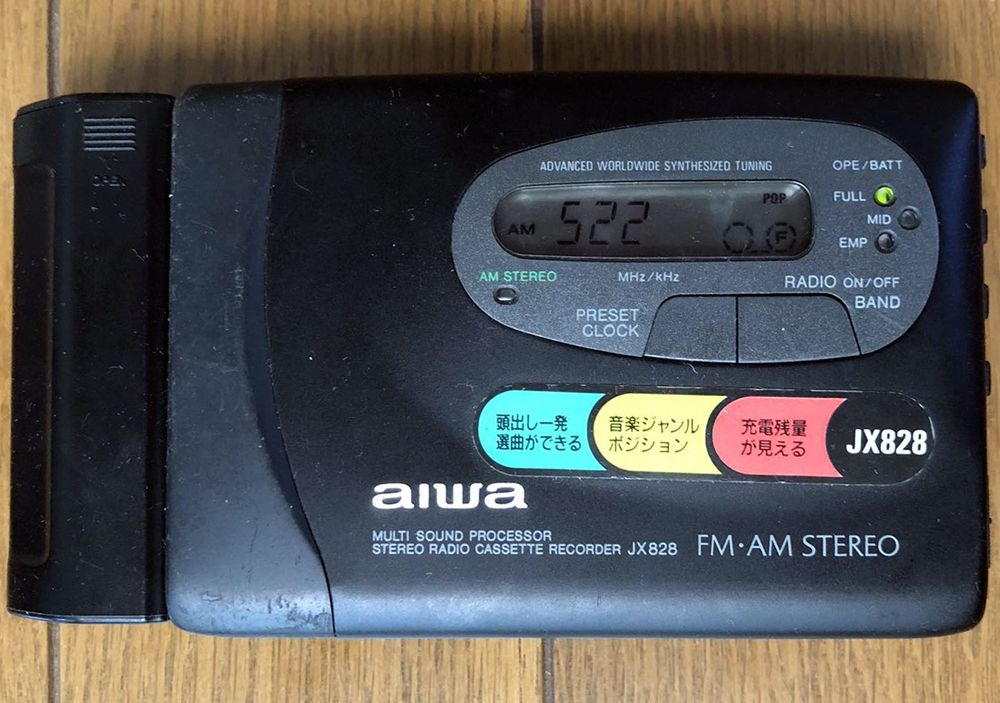 OPEN
ADVANCED WORLDWIDE SYNTHESIZED TUNING
OPE/BATT
FULL
MID
EMP
POP
AM 522
F
AM STEREO
MHz/kHz
RADIO ON/OFF
BAND
PRESET
CLOCK
頭出し一発
選曲ができる
音楽ジャンル
ポジション
充電残量
が見える
JX828
aiwa
MULTI SOUND PROCESSOR
STEREO RADIO CASSETTE RECORDER JX828
FM・AM STEREO